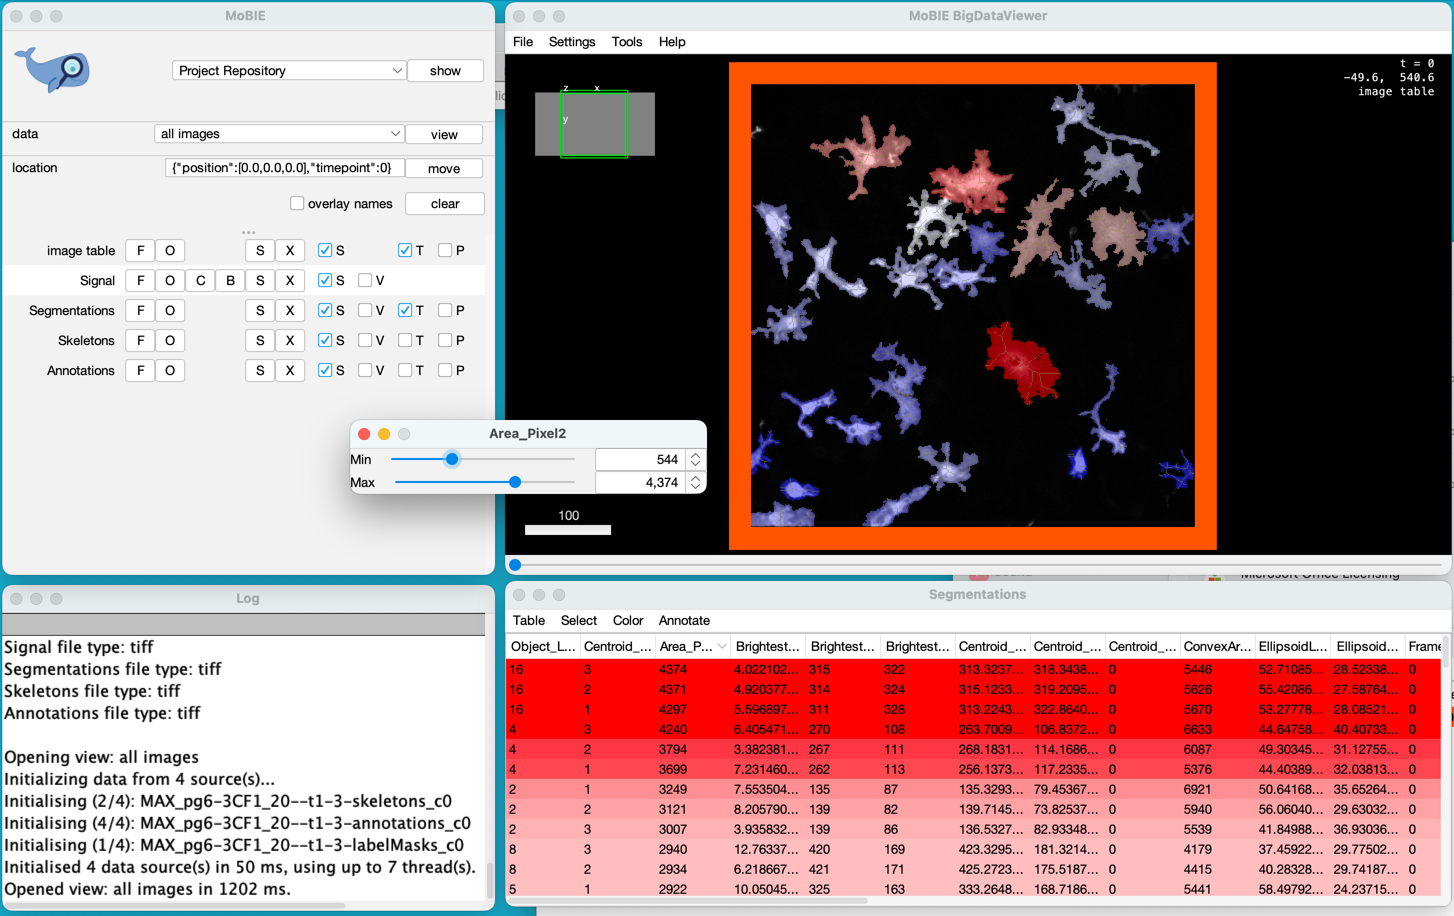 MoBIE
Project Repository
show
data
all images
view
location
{"position":[0.0,0.0,0.0],"timepoint":0}
move
overlay names
clear
image table F O S X S T P
Signal F O C B S X S V
Segmentations F O S X S V T P
Skeletons F O S X S V T P
Annotations F O S X S V T P
MoBIE BigDataViewer
File Settings Tools Help
z x
y
t = 0
-49.6, 540.6
image table
100
Area_Pixel2
Min 544
Max 4,374
Log
Signal file type: tiff
Segmentations file type: tiff
Skeletons file type: tiff
Annotations file type: tiff
Opening view: all images
Initializing data from 4 source(s)...
Initialising (2/4): MAX_pg6-3CF1_20--t1-3-skeletons_c0
Initialising (4/4): MAX_pg6-3CF1_20--t1-3-annotations_c0
Initialising (1/4): MAX_pg6-3CF1_20--t1-3-labelMasks_c0
Initialised 4 data source(s) in 50 ms, using up to 7 thread(s).
Opened view: all images in 1202 ms.
Microsoft Office Licensing
Segmentations
Table Select Color Annotate
Object_L... Centroid_... Area_P... Brightest... Brightest... Brightest... Centroid_... Centroid_... Centroid_... ConvexAr... EllipsoidL... Ellipsoid... Frame
16 3 4374 4.022102... 315 322 313.3237... 318.3438... 0 5446 52.71085... 28.52338... 0
16 2 4371 4.920377... 314 324 315.1233... 319.2095... 0 5626 55.42086... 27.58764... 0
16 1 4297 5.596897... 311 328 313.2243... 322.8640... 0 5670 53.27778... 28.08521... 0
4 3 4240 6.405471... 270 108 263.7009... 106.8372... 0 6633 44.64758... 40.40733... 0
4 2 3794 3.382381... 267 111 268.1831... 114.1686... 0 6087 49.30345... 31.12755... 0
4 1 3699 7.231460... 262 113 256.1373... 117.2335... 0 5376 44.40389... 32.03813... 0
2 1 3249 7.553504... 135 87 135.3293... 79.45367... 0 6921 50.64168... 35.65264... 0
2 2 3121 8.205790... 139 82 139.7145... 73.82537... 0 5940 56.06040... 29.63032... 0
2 3 3007 3.935832... 139 86 136.5327... 82.93348... 0 5539 41.84988... 36.93036... 0
8 3 2940 12.76337... 420 169 423.3295... 181.3214... 0 4179 37.45922... 29.77502... 0
8 2 2934 6.218667... 421 171 425.2723... 175.5187... 0 4415 40.28328... 29.74187... 0
5 1 2922 10.05045... 325 163 333.2648... 168.7186... 0 5441 58.49792... 24.23715... 0